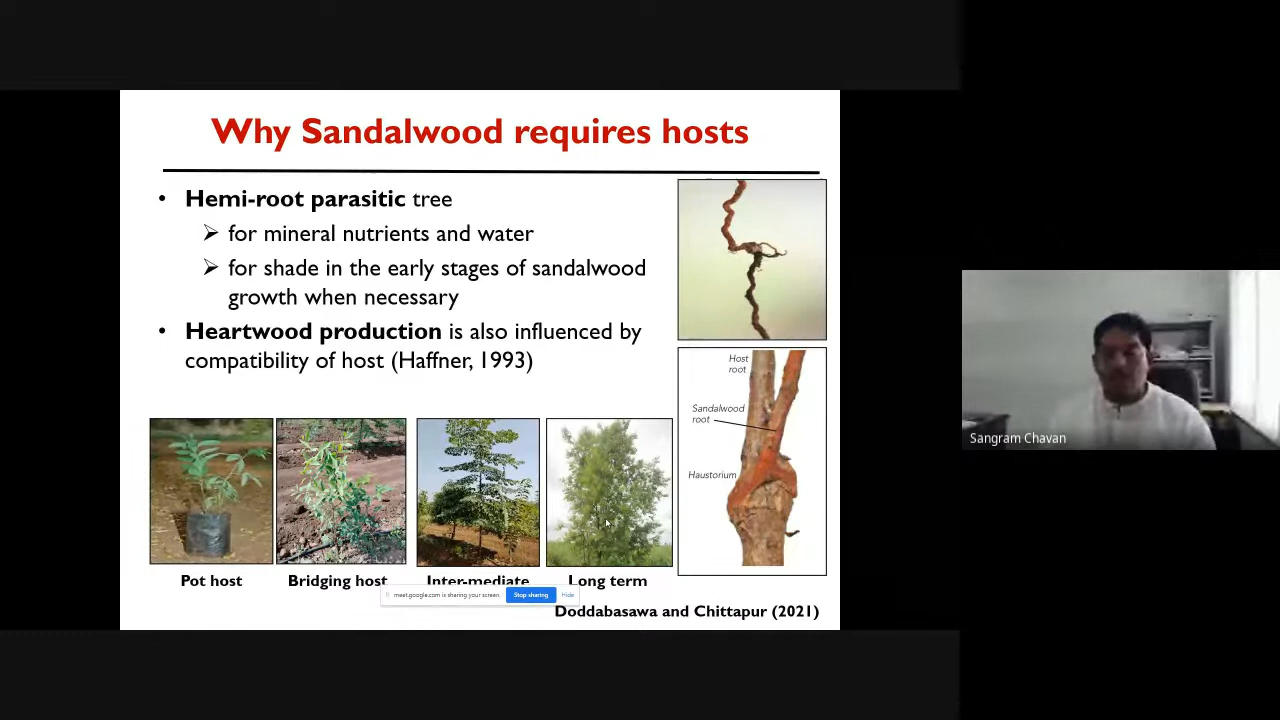 Why Sandalwood requires hosts
• Hemi-root parasitic tree
➢ for mineral nutrients and water
➢ for shade in the early stages of sandalwood
growth when necessary
• Heartwood production is also influenced by
compatibility of host (Haffner, 1993)
Host
root
Sandalwood
root
Haustorium
Pot host
Bridging host
Inter-mediate
Long term
meet.google.com is sharing your screen.
Stop sharing
Hide
Doddabasawa and Chittapur (2021)
Sangram Chavan